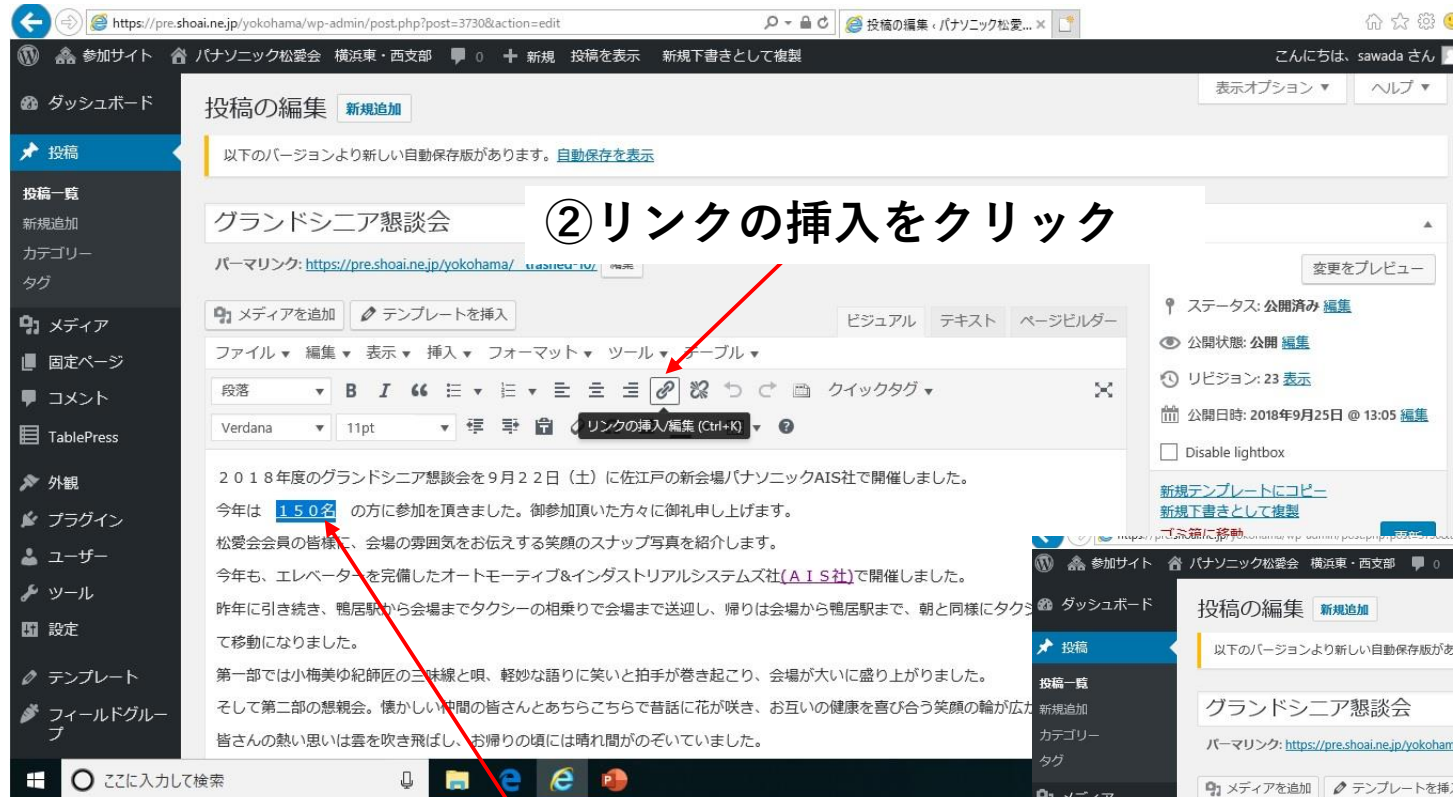 https://pre.shoai.ne.jp/yokohama/wp-admin/post.php?post=3730&action=edit
投稿の編集 ‹ パナソニック松愛...
参加サイト パナソニック松愛会 横浜東・西支部 0 新規 投稿を表示 新規下書きとして複製 こんにちは、sawada さん
表示オプション ▼ ヘルプ ▼
ダッシュボード
投稿
投稿一覧
新規追加
カテゴリー
タグ
メディア
固定ページ
コメント
TablePress
外観
プラグイン
ユーザー
ツール
設定
テンプレート
フィールドグルー
プ
投稿の編集 新規追加
以下のバージョンより新しい自動保存版があります。自動保存を表示
②リンクの挿入をクリック
グランドシニア懇談会
パーマリンク: https://pre.shoai.ne.jp/yokohama/__trashed-10/ 編集
メディアを追加 テンプレートを挿入
ビジュアル テキスト ページビルダー
ファイル ▼ 編集 ▼ 表示 ▼ 挿入 ▼ フォーマット ▼ ツール ▼ テーブル ▼
段落 B I クイックタグ ▼
Verdana 11pt
リンクの挿入/編集 (Ctrl+K)
２０１８年度のグランドシニア懇談会を９月２２日（土）に佐江戸の新会場パナソニックAIS社で開催しました。
今年は １５０名 の方に参加を頂きました。御参加頂いた方々に御礼申し上げます。
松愛会会員の皆様に、会場の雰囲気をお伝えする笑顔のスナップ写真を紹介します。
今年も、エレベーターを完備したオートモーティブ&インダストリアルシステムズ社(ＡＩＳ社)で開催しました。
昨年に引き続き、鴨居駅から会場までタクシーの相乗りで会場まで送迎し、帰りは会場から鴨居駅まで、朝と同様にタクシ
て移動になりました。
第一部では小梅美ゆ紀師匠の三味線と唄、軽妙な語りに笑いと拍手が巻き起こり、会場が大いに盛り上がりました。
そして第二部の懇親会。懐かしい仲間の皆さんとあちらこちらで昔話に花が咲き、お互いの健康を喜び合う笑顔の輪が広が
皆さんの熱い思いは雲を吹き飛ばし、お帰りの頃には晴れ間がのぞいていました。
変更をプレビュー
ステータス: 公開済み 編集
公開状態: 公開 編集
リビジョン: 23 表示
公開日時: 2018年9月25日 @ 13:05 編集
Disable lightbox
新規テンプレートにコピー
新規下書きとして複製
ゴミ箱に移動 更新
ここに入力して検索
参加サイト パナソニック松愛会 横浜東・西支部 0
ダッシュボード
投稿
投稿一覧
新規追加
カテゴリー
タグ
メディア
投稿の編集 新規追加
以下のバージョンより新しい自動保存版があ
グランドシニア懇談会
パーマリンク: https://pre.shoai.ne.jp/yokoham
メディアを追加 テンプレートを挿